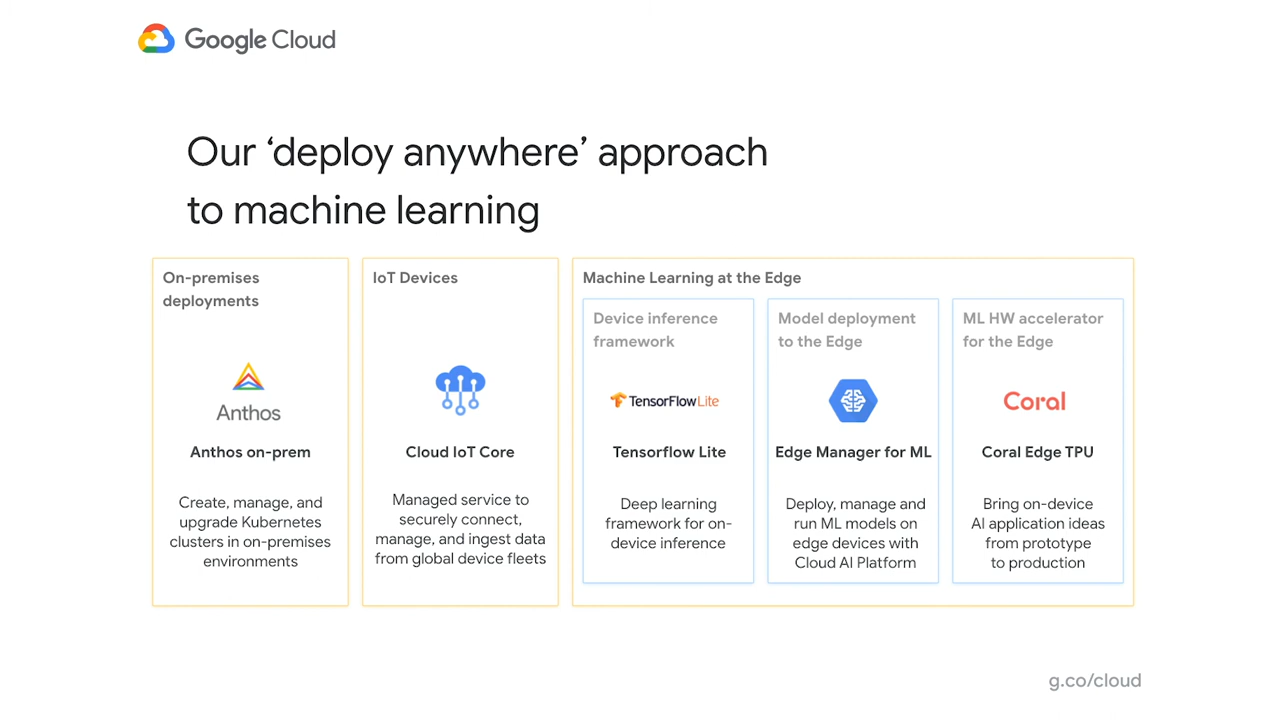 Google Cloud
Our ‘deploy anywhere’ approach
to machine learning
On-premises
deployments
Anthos
Anthos on-prem
Create, manage, and
upgrade Kubernetes
clusters in on-premises
environments
IoT Devices
Cloud IoT Core
Managed service to
securely connect,
manage, and ingest data
from global device fleets
Machine Learning at the Edge
Device inference
framework
TensorFlow Lite
Tensorflow Lite
Deep learning
framework for on-
device inference
Model deployment
to the Edge
Edge Manager for ML
Deploy, manage and
run ML models on
edge devices with
Cloud AI Platform
ML HW accelerator
for the Edge
Coral
Coral Edge TPU
Bring on-device
AI application ideas
from prototype
to production
g.co/cloud